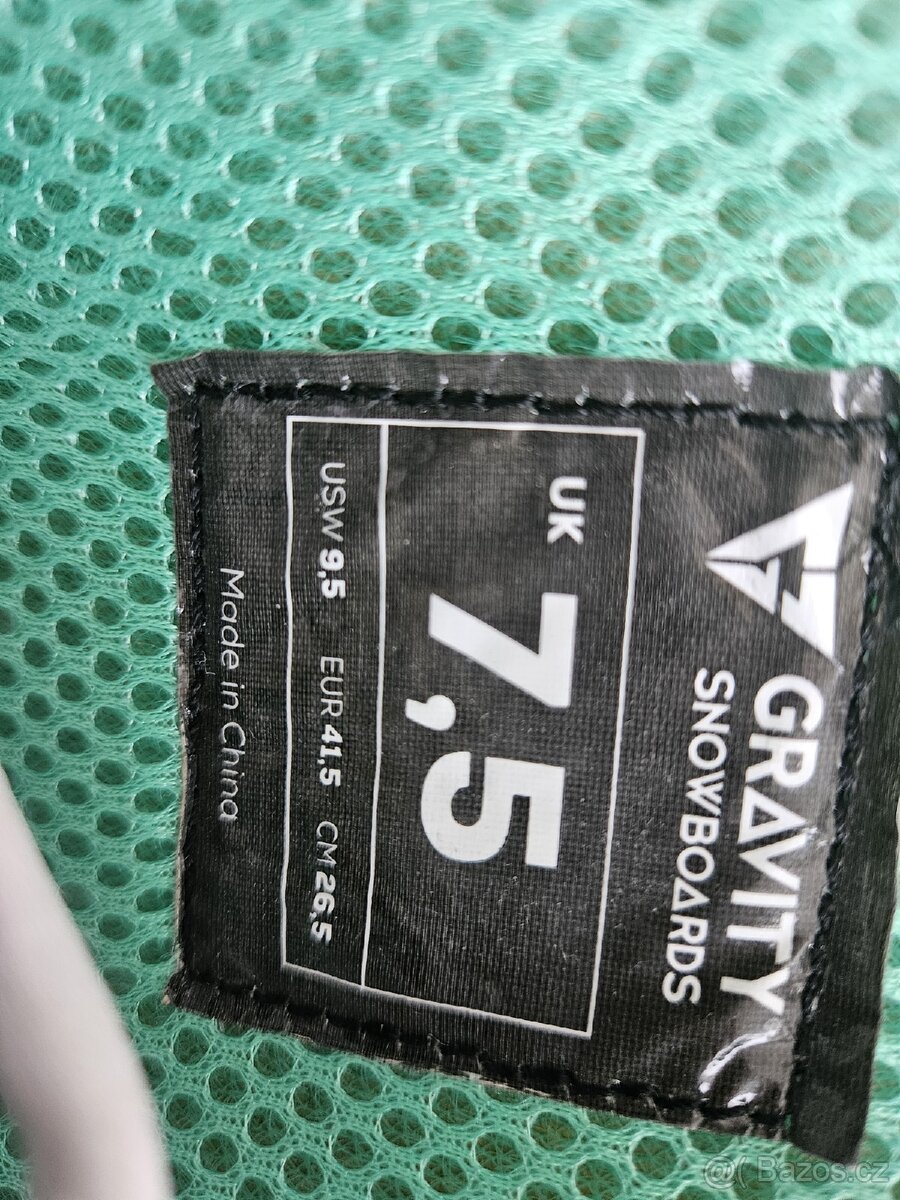 GRAVITY
SNOWBOARDS
UK 7,5
USW 9,5 EUR 41,5 CM 26,5
Made in China
@( Bazos.cz